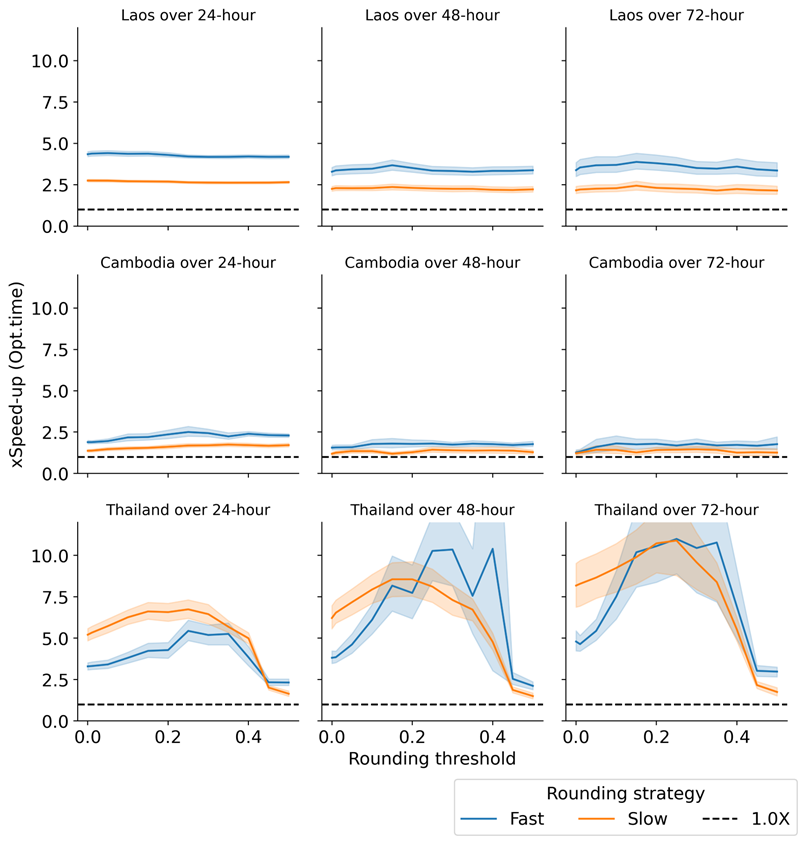 Laos over 24-hour
Laos over 48-hour
Laos over 72-hour
10.0
7.5
5.0
2.5
0.0
Cambodia over 24-hour
Cambodia over 48-hour
Cambodia over 72-hour
xSpeed-up (Opt.time)
10.0
7.5
5.0
2.5
0.0
Thailand over 24-hour
Thailand over 48-hour
Thailand over 72-hour
10.0
7.5
5.0
2.5
0.0
0.0 0.2 0.4
0.0 0.2 0.4
0.0 0.2 0.4
Rounding threshold
Rounding strategy
Fast Slow 1.0X